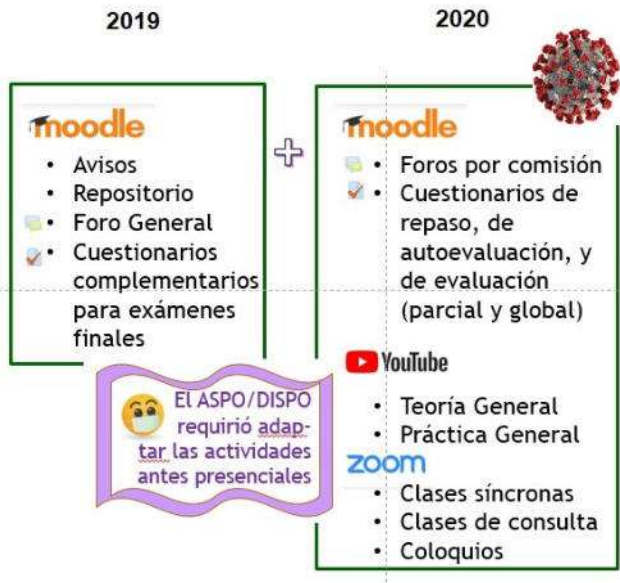 2019
moodle
• Avisos
• Repositorio
• Foro General
• Cuestionarios
complementarios
para exámenes
finales
+
2020
moodle
• Foros por comisión
• Cuestionarios de
repaso, de
autoevaluación, y
de evaluación
(parcial y global)
YouTube
• Teoría General
• Práctica General
zoom
• Clases síncronas
• Clases de consulta
• Coloquios
El ASPO/DISPO
requirió adap-
tar las actividades
antes presenciales